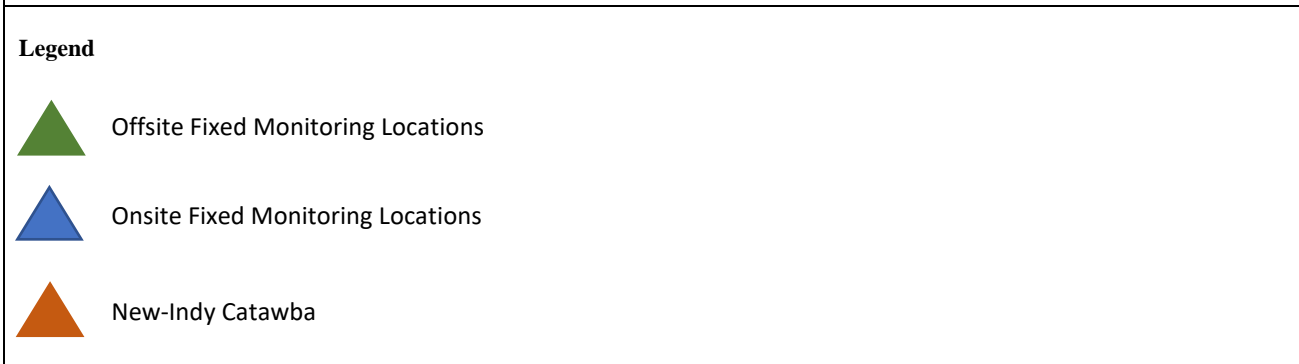 Legend
Offsite Fixed Monitoring Locations
Onsite Fixed Monitoring Locations
New-Indy Catawba